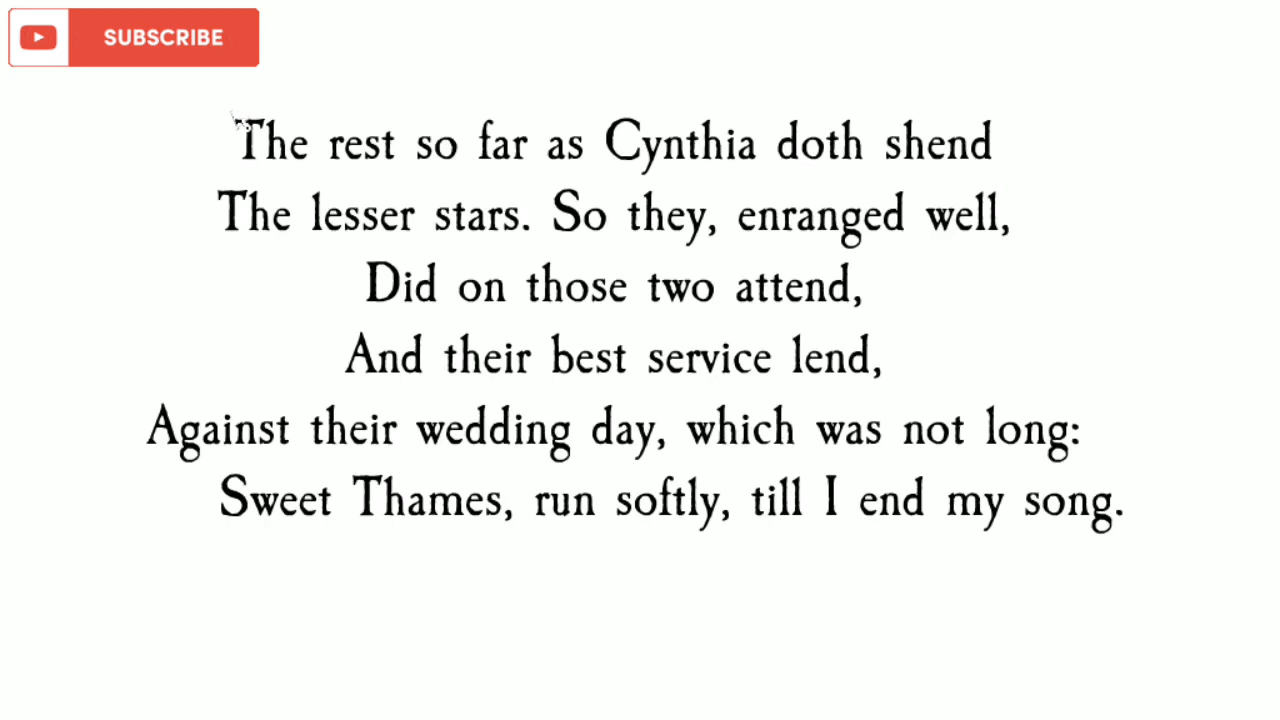 SUBSCRIBE
The rest so far as Cynthia doth shend
The lesser stars. So they, enranged well,
Did on those two attend,
And their best service lend,
Against their wedding day, which was not long:
Sweet Thames, run softly, till I end my song.